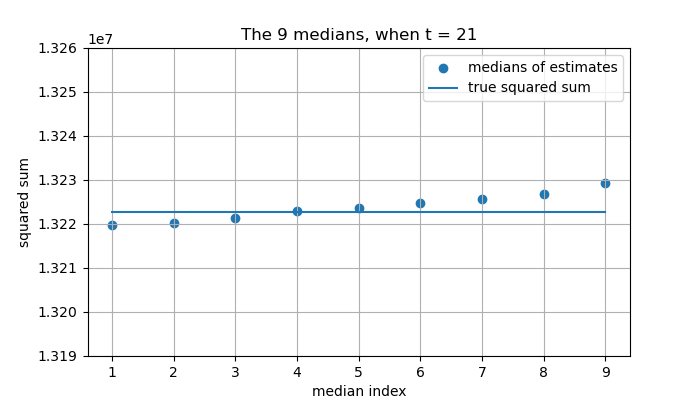 The 9 medians, when t = 21
1e7
1.326
1.325
1.324
1.323
1.322
1.321
1.320
1.319
squared sum
medians of estimates
true squared sum
1 2 3 4 5 6 7 8 9
median index